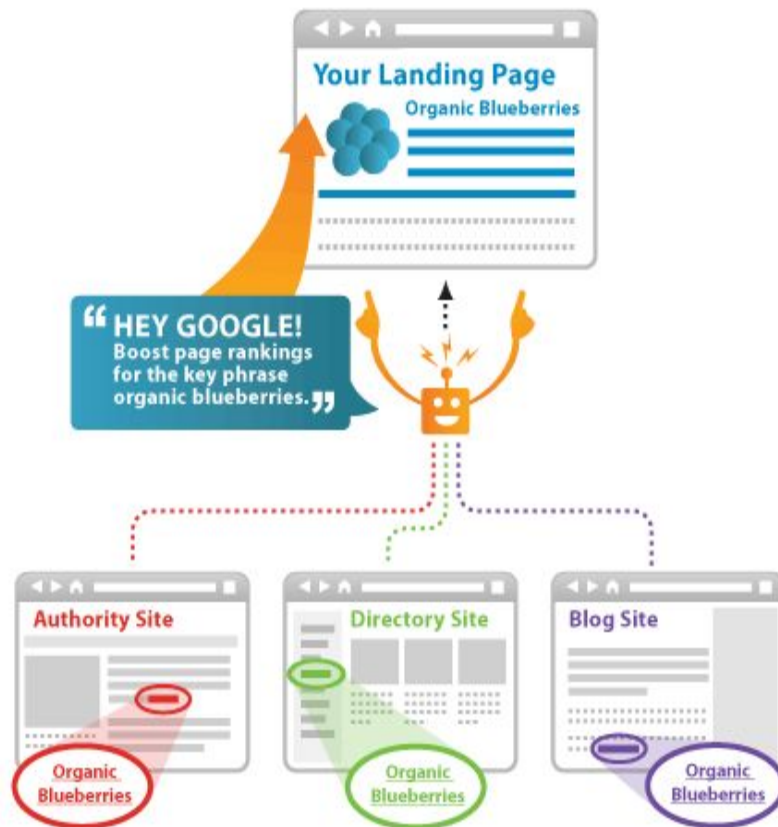 Your Landing Page
Organic Blueberries
“ HEY GOOGLE!
Boost page rankings
for the key phrase
organic blueberries. ”
Authority Site
Directory Site
Blog Site
Organic
Blueberries
Organic
Blueberries
Organic
Blueberries